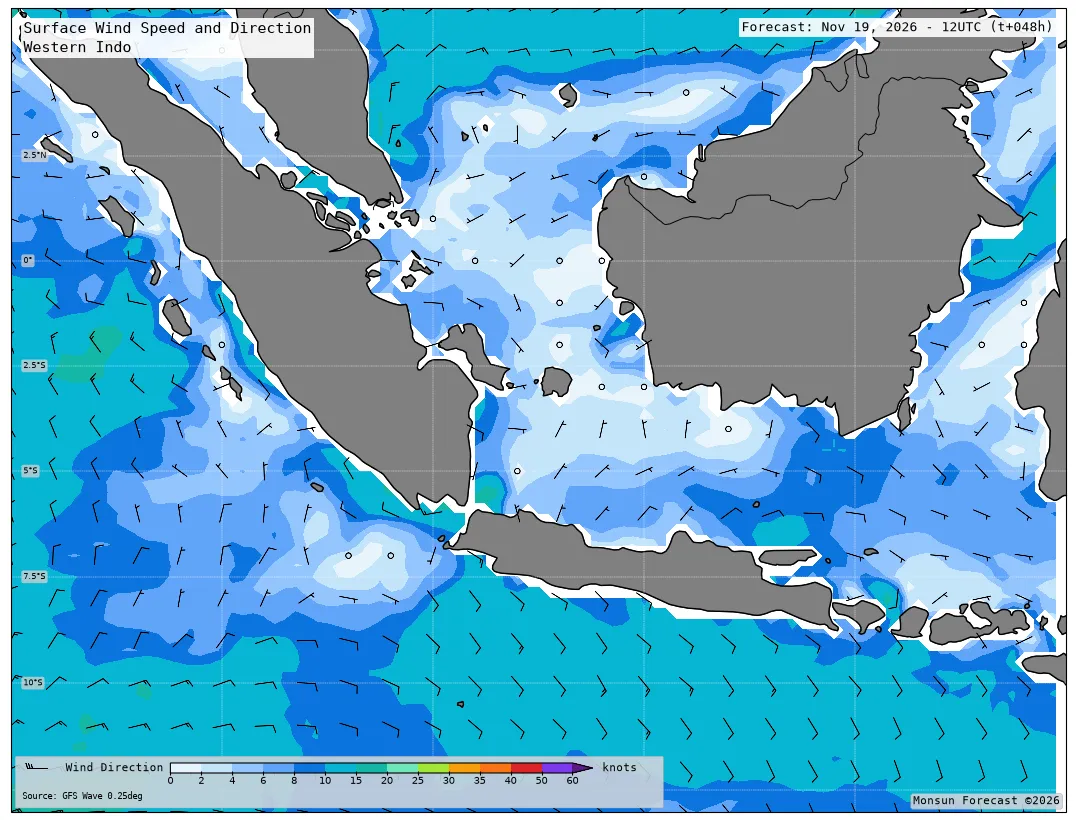 Surface Wind Speed and Direction
Western Indo
Forecast: Nov 19, 2026 - 12UTC (t+048h)
2.5°N
0°
2.5°S
5°S
7.5°S
10°S
Wind Direction
0 2 4 6 8 10 15 20 25 30 35 40 50 60
knots
Source: GFS Wave 0.25deg
Monsun Forecast ©2026